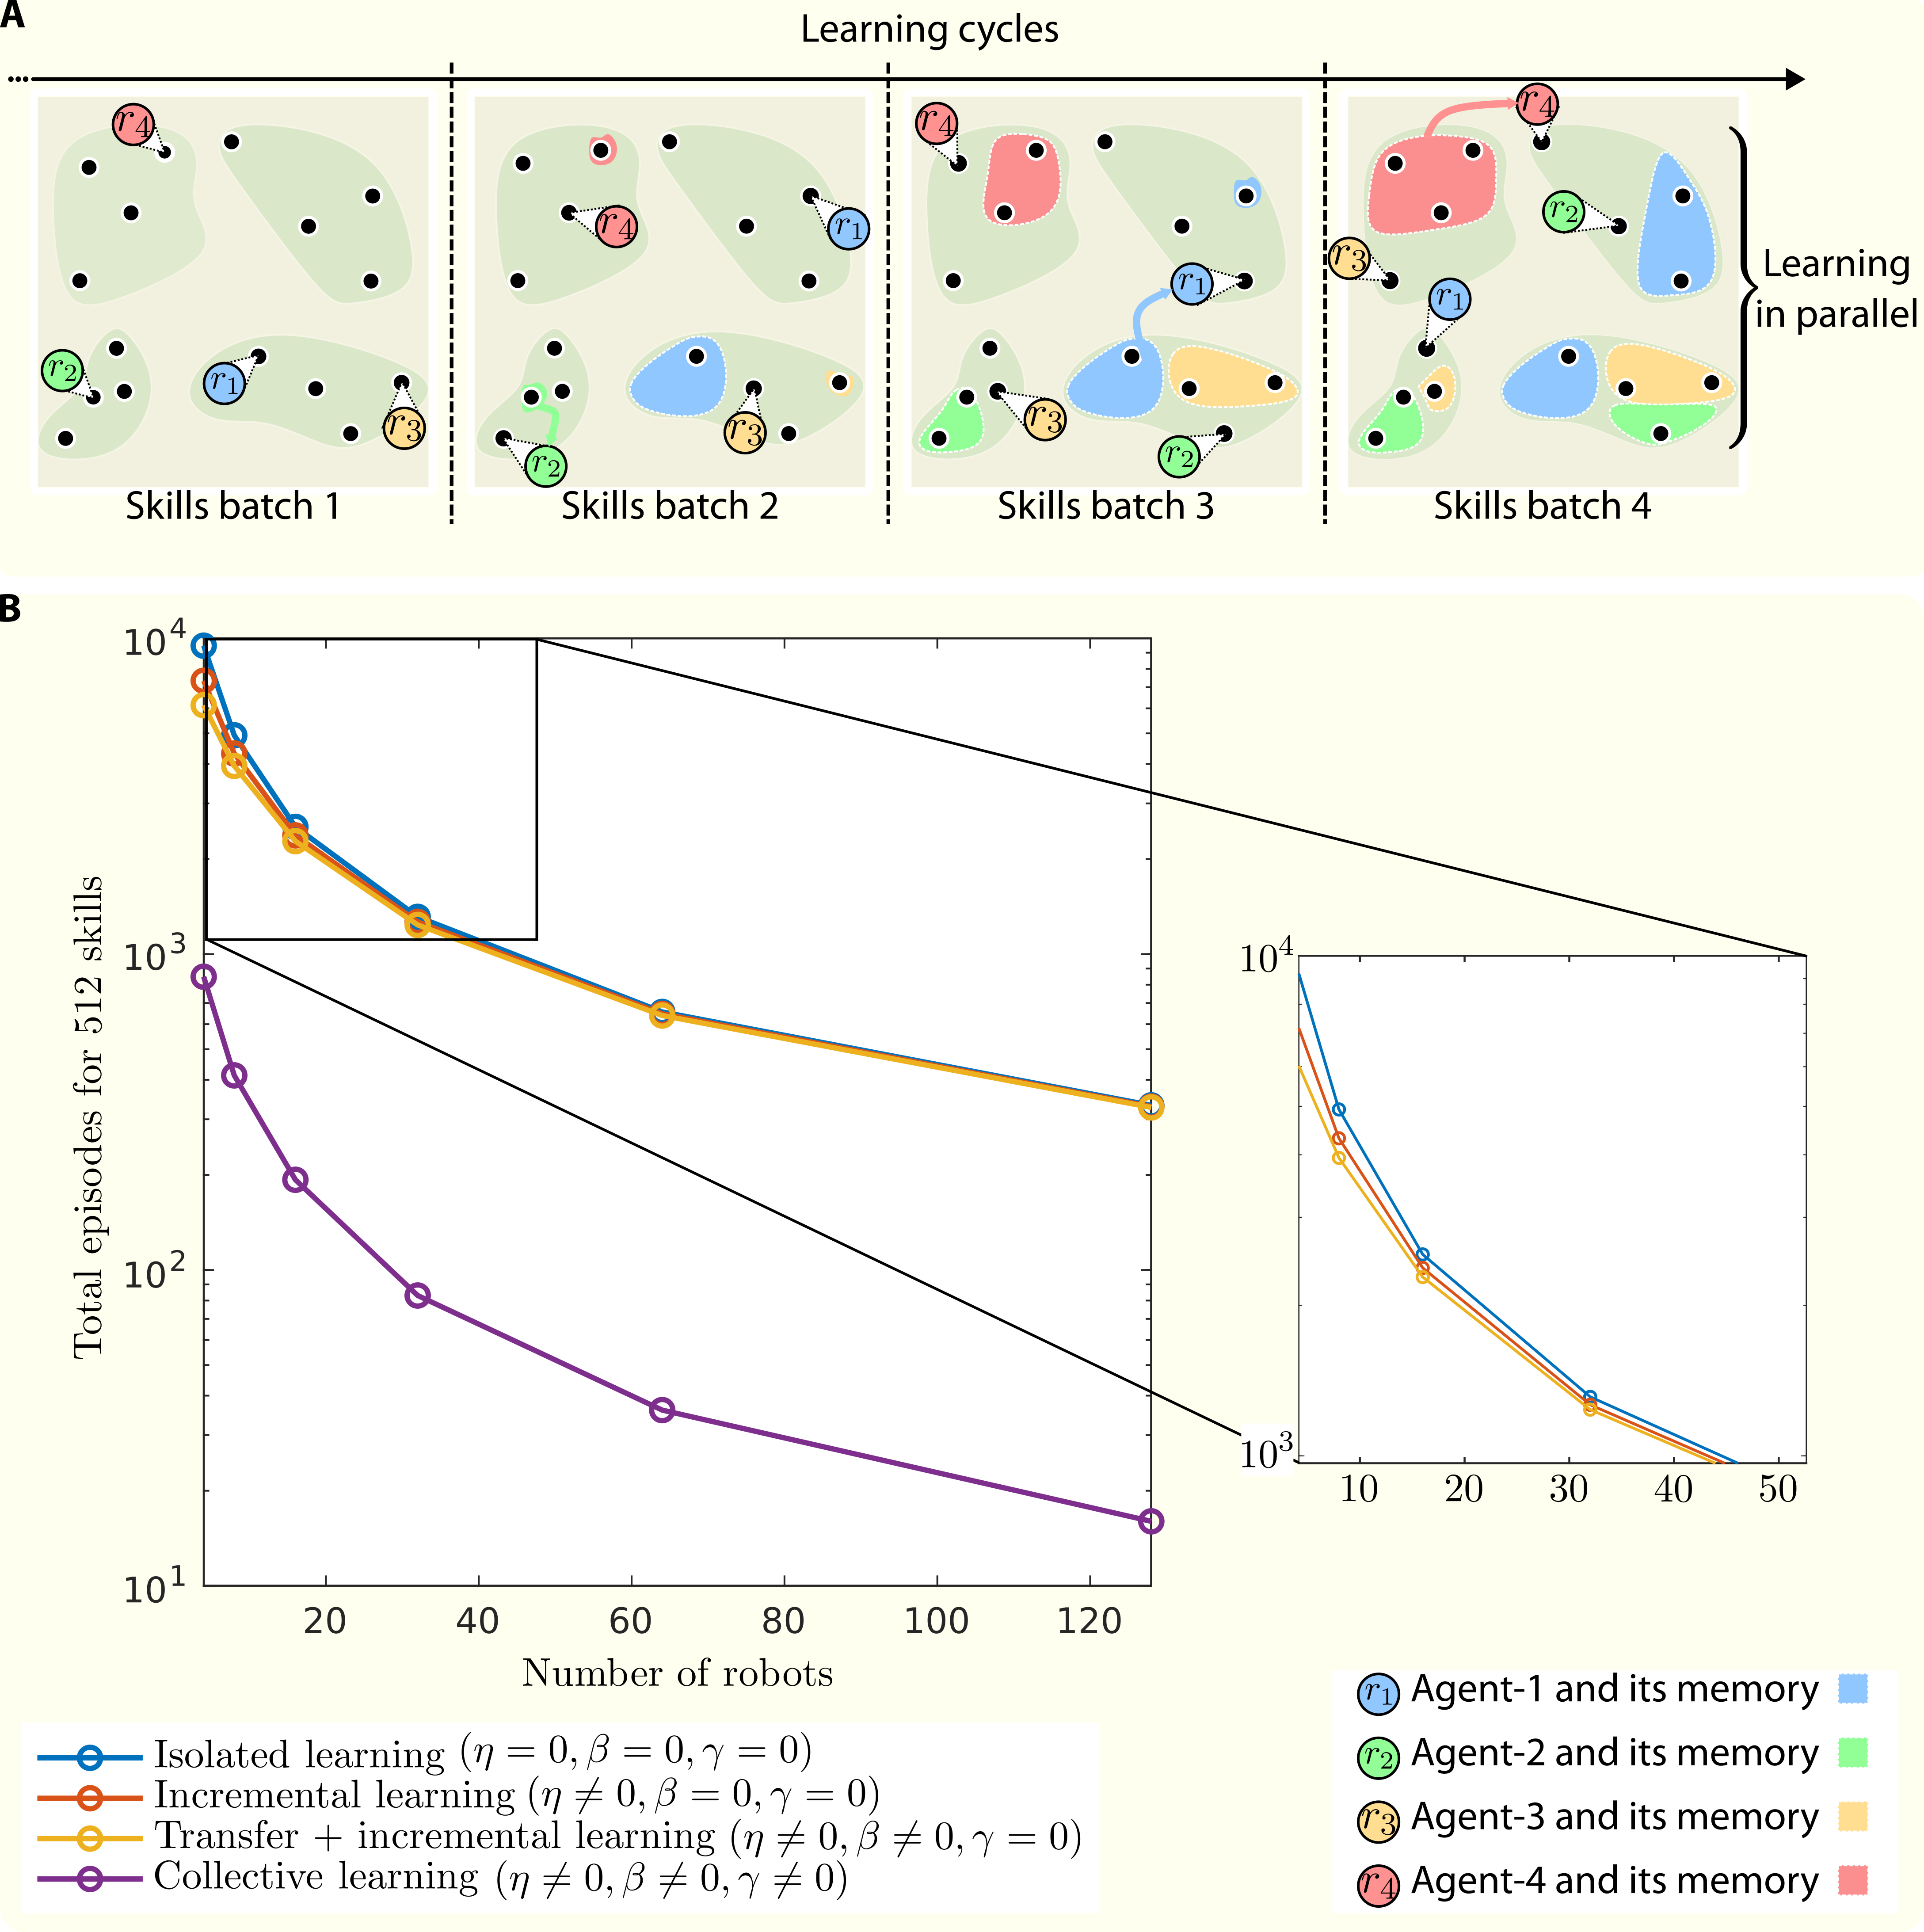 A
Learning cycles
...
r4
r2
r1
r3
Skills batch 1
r4
r1
r3
r2
Skills batch 2
r4
r1
r3
r2
Skills batch 3
r4
r2
r3
r1
Skills batch 4
Learning
in parallel
B
Total episodes for 512 skills
10^4
10^3
10^2
10^1
20 40 60 80 100 120
Number of robots
10^4
10^3
10 20 30 40 50
Isolated learning (η = 0, β = 0, γ = 0)
Incremental learning (η ≠ 0, β = 0, γ = 0)
Transfer + incremental learning (η ≠ 0, β ≠ 0, γ = 0)
Collective learning (η ≠ 0, β ≠ 0, γ ≠ 0)
r1 Agent-1 and its memory
r2 Agent-2 and its memory
r3 Agent-3 and its memory
r4 Agent-4 and its memory